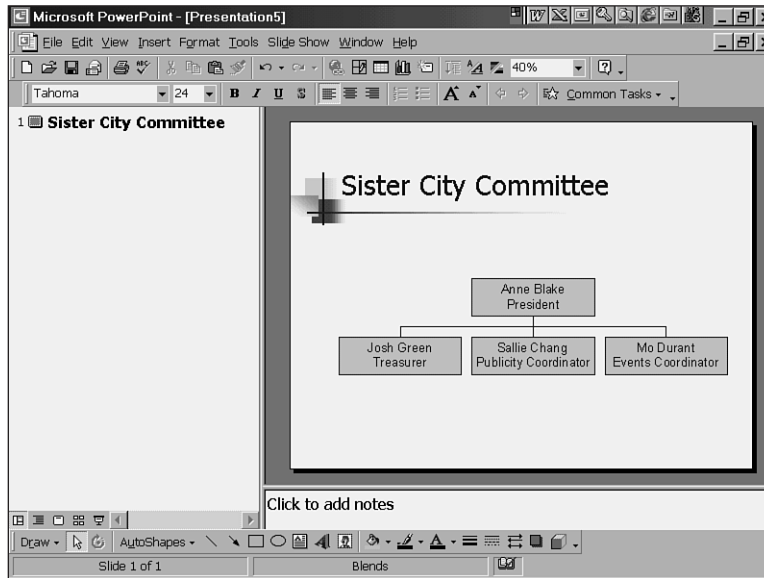 Microsoft PowerPoint - [Presentation5]
File Edit View Insert Format Tools Slide Show Window Help
40%
Tahoma 24 B I U S A A Common Tasks
1 Sister City Committee
Sister City Committee
Anne Blake
President
Josh Green
Treasurer
Sallie Chang
Publicity Coordinator
Mo Durant
Events Coordinator
Click to add notes
Draw AutoShapes A A
Slide 1 of 1 Blends